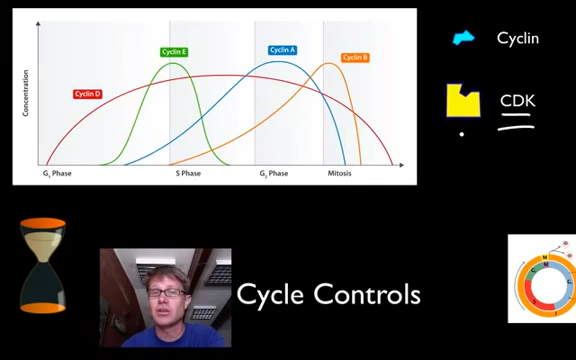 Cyclin E
Cyclin A
Cyclin B
Cyclin D
Concentration
G1 Phase
S Phase
G2 Phase
Mitosis
Cyclin
CDK
Cycle Controls